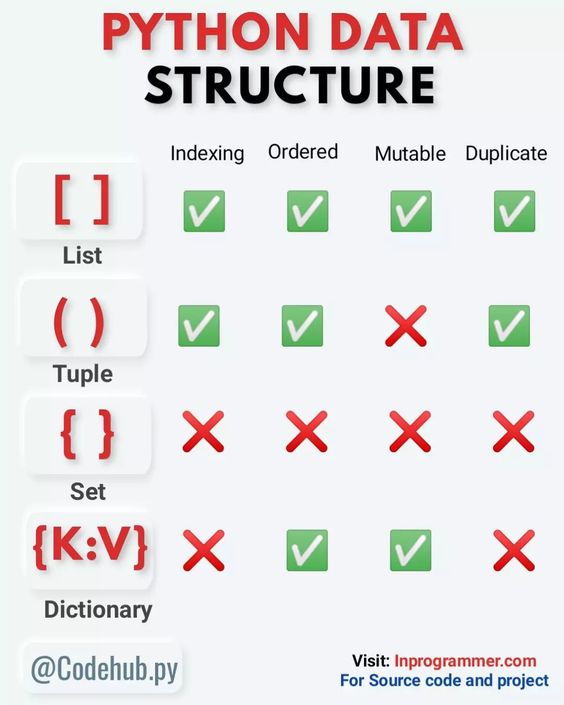 PYTHON DATA
STRUCTURE
Indexing Ordered Mutable Duplicate
[ ]
List
( )
Tuple
{ }
Set
{K:V}
Dictionary
@Codehub.py
Visit: Inprogrammer.com
For Source code and project